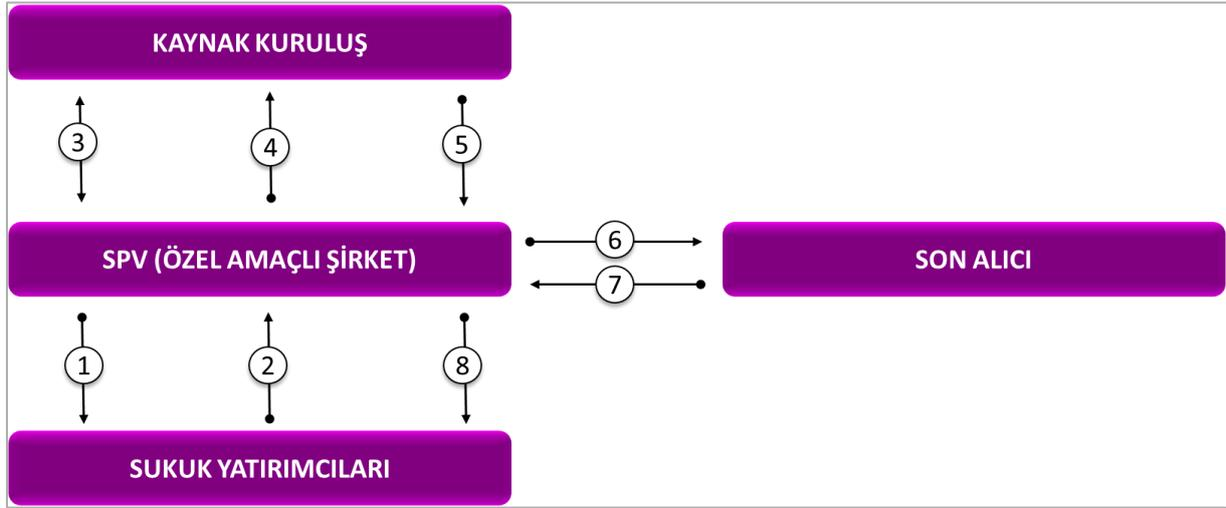 KAYNAK KURULUŞ
3
4
5
SPV (ÖZEL AMAÇLI ŞİRKET)
6
7
SON ALICI
1
2
8
SUKUK YATIRIMCILARI